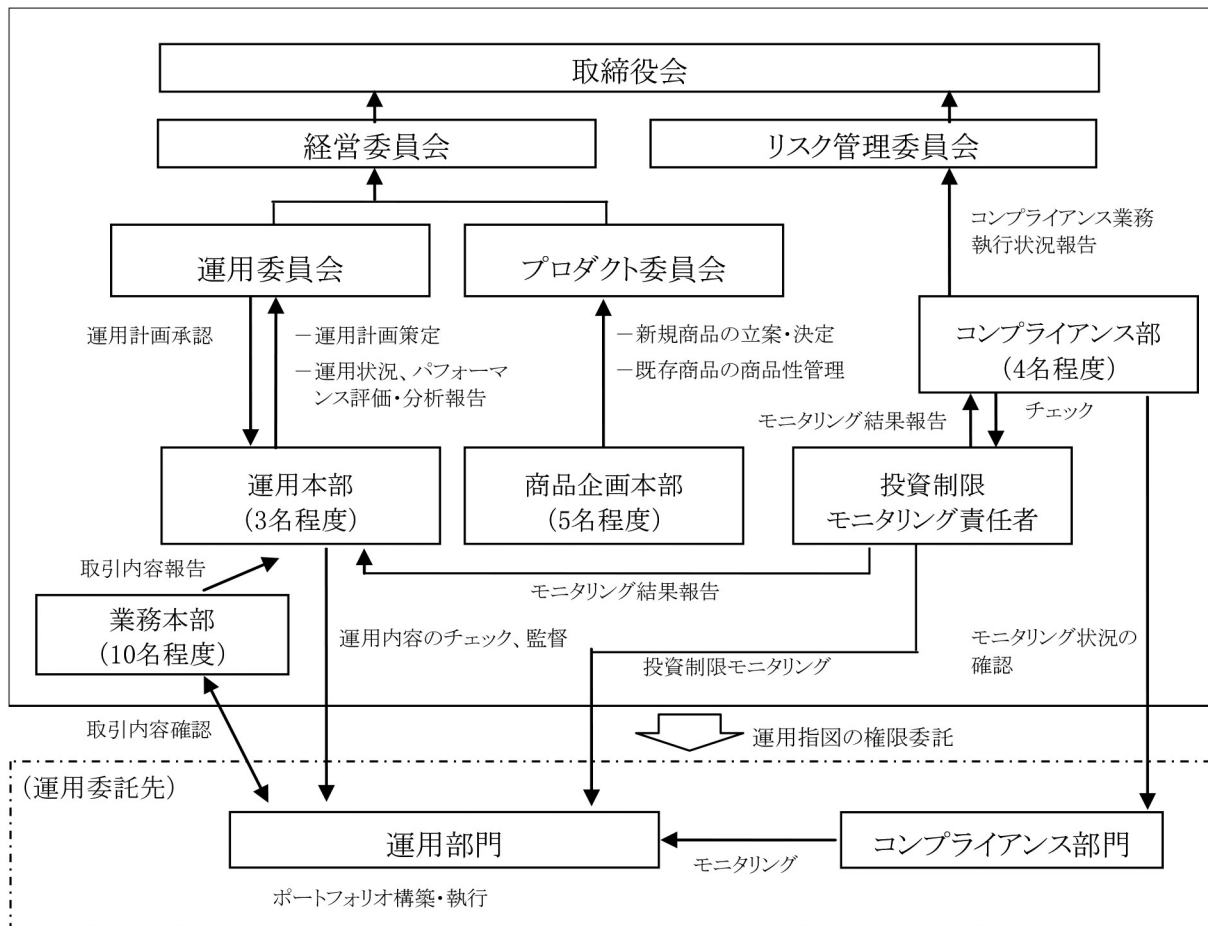 取締役会
経営委員会
リスク管理委員会
コンプライアンス業務
執行状況報告
運用委員会
プロダクト委員会
運用計画承認
－運用計画策定
－運用状況、パフォーマ
ンス評価・分析報告
－新規商品の立案・決定
－既存商品の商品性管理
コンプライアンス部
(4名程度)
モニタリング結果報告
チェック
運用本部
(3名程度)
商品企画本部
(5名程度)
投資制限
モニタリング責任者
取引内容報告
モニタリング結果報告
業務本部
(10名程度)
運用内容のチェック、監督
投資制限モニタリング
モニタリング状況の
確認
取引内容確認
運用指図の権限委託
(運用委託先)
運用部門
モニタリング
コンプライアンス部門
ポートフォリオ構築・執行